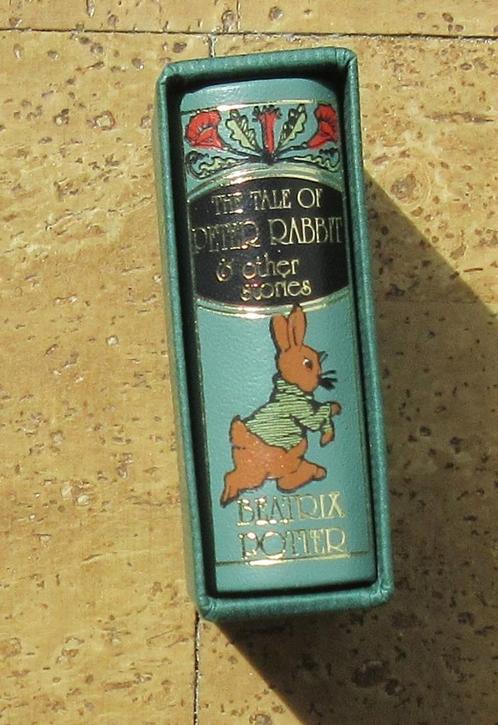 THE TALE OF
PETER RABBIT
& other
stories
BEATRIX
POTTER